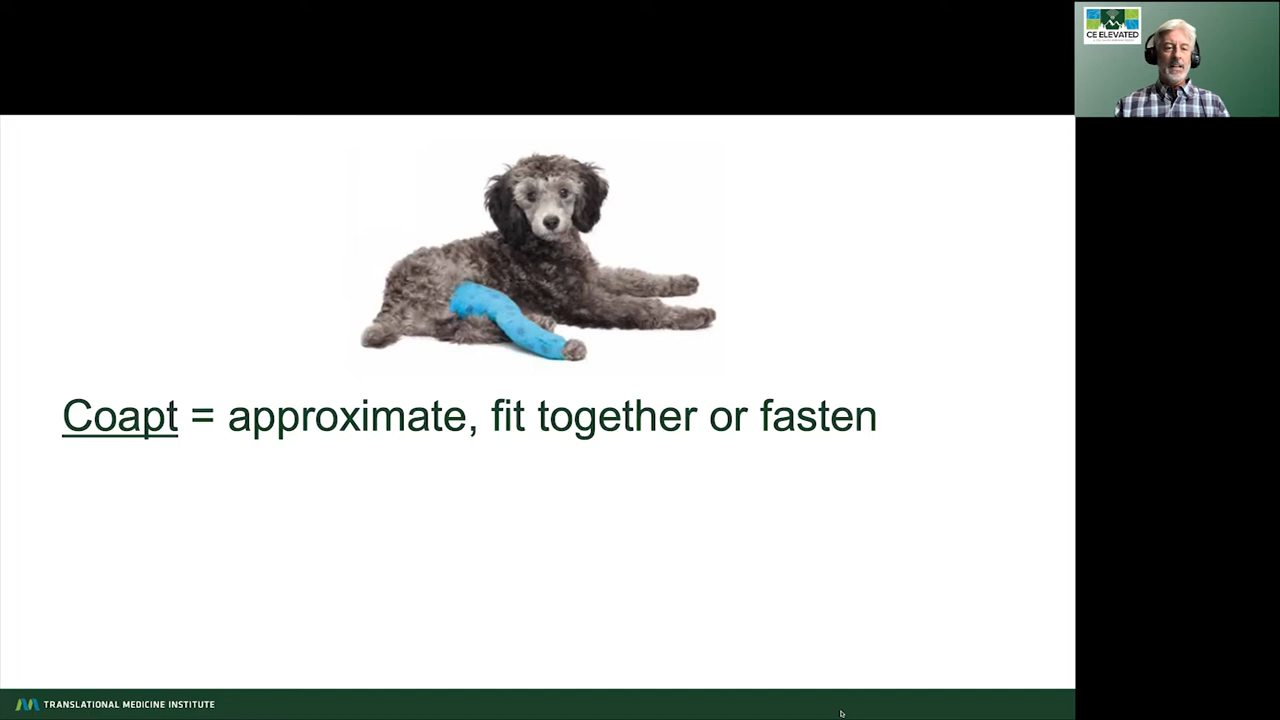 CE ELEVATED
Coapt = approximate, fit together or fasten
TRANSLATIONAL MEDICINE INSTITUTE